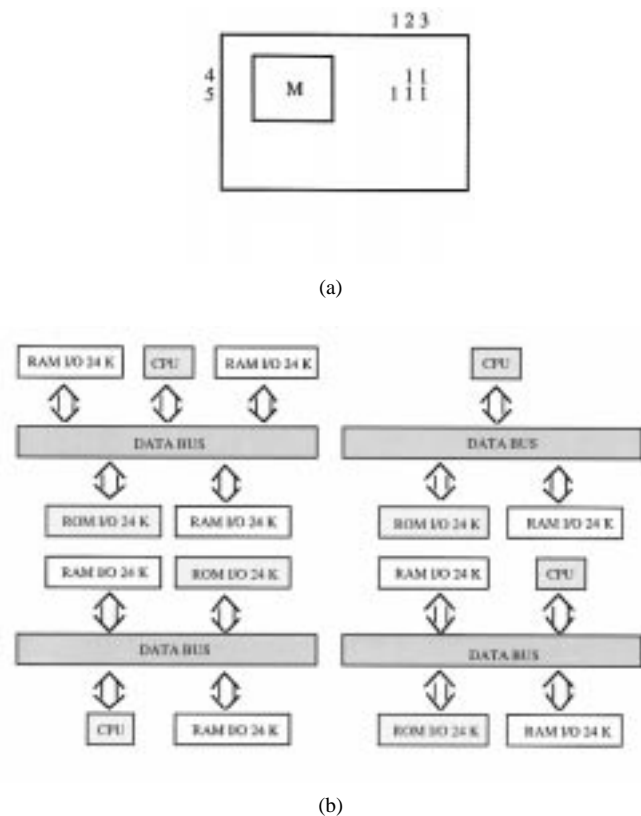 1 2 3
4 M 1 1
5 1 1 1
(a)
RAM I/O 24 K CPU RAM I/O 24 K CPU
DATA BUS DATA BUS
ROM I/O 24 K RAM I/O 24 K ROM I/O 24 K RAM I/O 24 K
RAM I/O 24 K ROM I/O 24 K RAM I/O 24 K CPU
DATA BUS DATA BUS
CPU RAM I/O 24 K ROM I/O 24 K RAM I/O 24 K
(b)